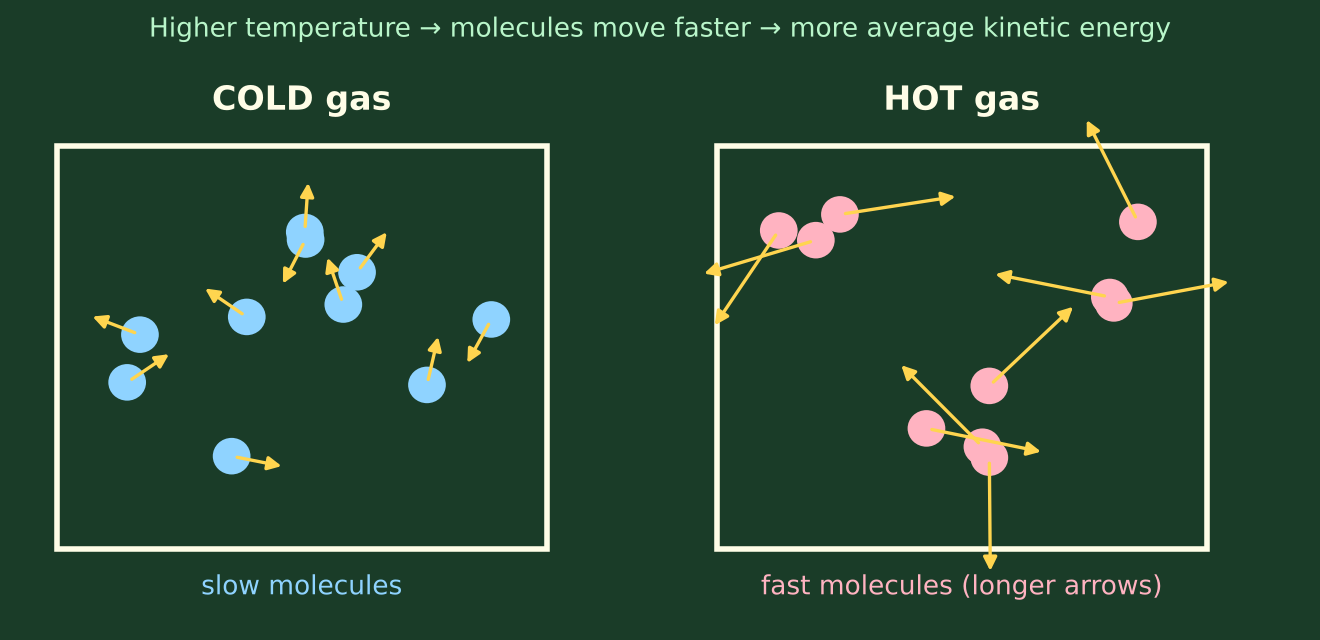 Higher temperature → molecules move faster → more average kinetic energy
COLD gas
HOT gas
slow molecules
fast molecules (longer arrows)